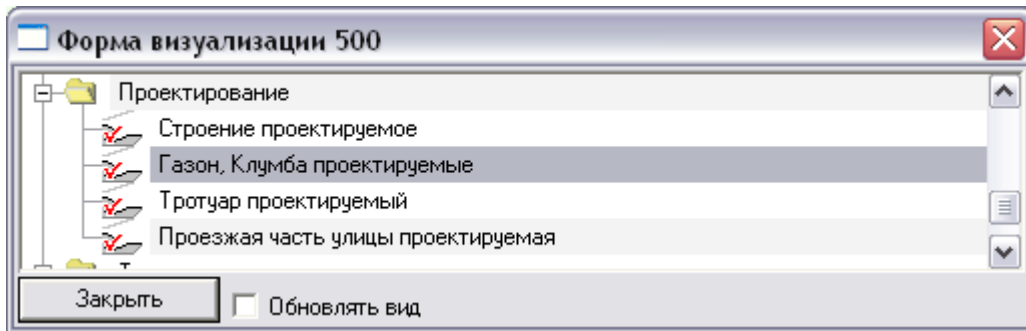 Форма визуализации 500
Проектирование
Строение проектируемое
Газон, Клумба проектируемые
Тротуар проектируемый
Проезжая часть улицы проектируемая
Закрыть
Обновлять вид